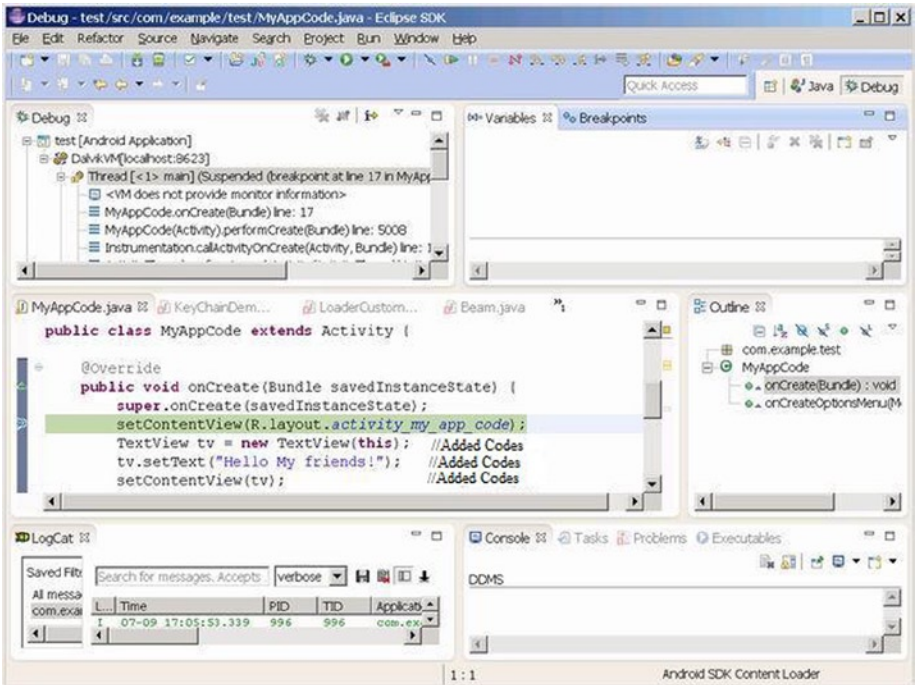 Debug - test/src/com/example/test/MyAppCode.java - Eclipse SDK
File Edit Refactor Source Navigate Search Project Run Window Help
Quick Access Java Debug
Debug
test [Android Application]
DalvikVM[localhost:8623]
Thread [<1> main] (Suspended (breakpoint at line 17 in MyApp
<VM does not provide monitor information>
MyAppCode.onCreate(Bundle) line: 17
MyAppCode(Activity).performCreate(Bundle) line: 5008
Instrumentation.callActivityOnCreate(Activity, Bundle) line: 1
Variables Breakpoints
MyAppCode.java KeyChainDem... LoaderCustom... Beam.java
public class MyAppCode extends Activity {
@Override
public void onCreate(Bundle savedInstanceState) {
super.onCreate(savedInstanceState);
setContentView(R.layout.activity_my_app_code);
TextView tv = new TextView(this); //Added Codes
tv.setText("Hello My friends!"); //Added Codes
setContentView(tv); //Added Codes
Outline
com.example.test
MyAppCode
onCreate(Bundle) : void
onCreateOptionsMenu(M
LogCat
Saved Filt
Search for messages. Accepts verbose
All messa
com.exa
L... Time PID TID Applicati
I 07-09 17:05:53.339 996 996 com.ex
Console Tasks Problems Executables
DDMS
1 : 1 Android SDK Content Loader